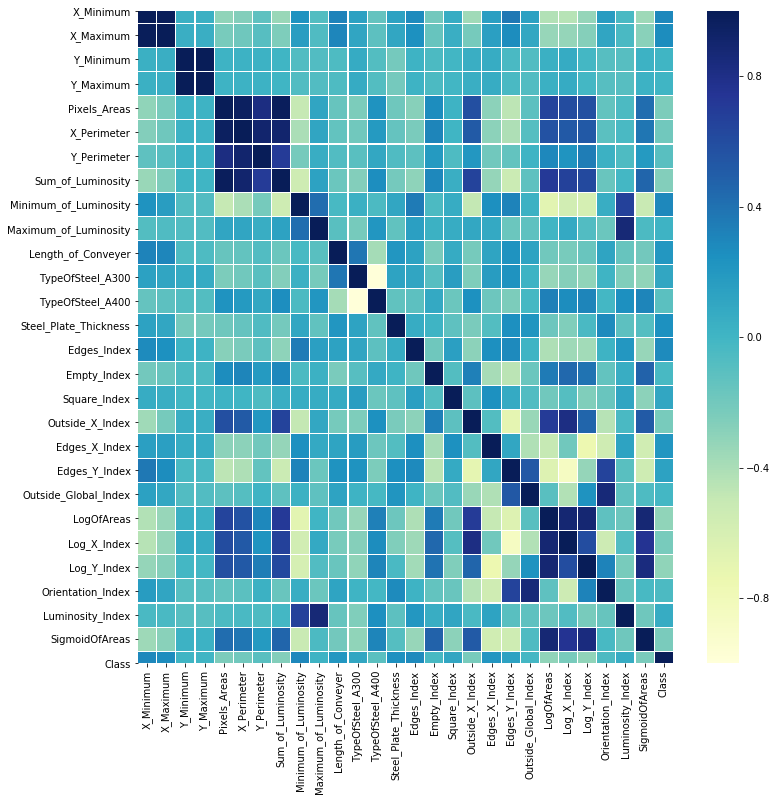 X_Minimum
X_Maximum
Y_Minimum
Y_Maximum
Pixels_Areas
X_Perimeter
Y_Perimeter
Sum_of_Luminosity
Minimum_of_Luminosity
Maximum_of_Luminosity
Length_of_Conveyer
TypeOfSteel_A300
TypeOfSteel_A400
Steel_Plate_Thickness
Edges_Index
Empty_Index
Square_Index
Outside_X_Index
Edges_X_Index
Edges_Y_Index
Outside_Global_Index
LogOfAreas
Log_X_Index
Log_Y_Index
Orientation_Index
Luminosity_Index
SigmoidOfAreas
Class
X_Minimum
X_Maximum
Y_Minimum
Y_Maximum
Pixels_Areas
X_Perimeter
Y_Perimeter
Sum_of_Luminosity
Minimum_of_Luminosity
Maximum_of_Luminosity
Length_of_Conveyer
TypeOfSteel_A300
TypeOfSteel_A400
Steel_Plate_Thickness
Edges_Index
Empty_Index
Square_Index
Outside_X_Index
Edges_X_Index
Edges_Y_Index
Outside_Global_Index
LogOfAreas
Log_X_Index
Log_Y_Index
Orientation_Index
Luminosity_Index
SigmoidOfAreas
Class
0.8
0.4
0.0
−0.4
−0.8